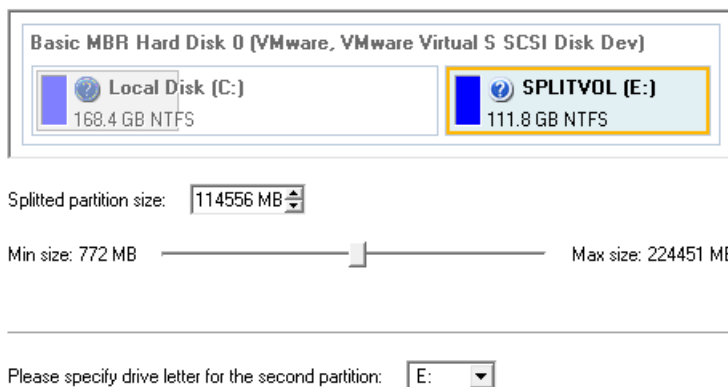 Basic MBR Hard Disk 0 (VMware, VMware Virtual S SCSI Disk Dev)
Local Disk (C:)
168.4 GB NTFS
SPLITVOL (E:)
111.8 GB NTFS
Splitted partition size: 114556 MB
Min size: 772 MB Max size: 224451 MB
Please specify drive letter for the second partition: E: